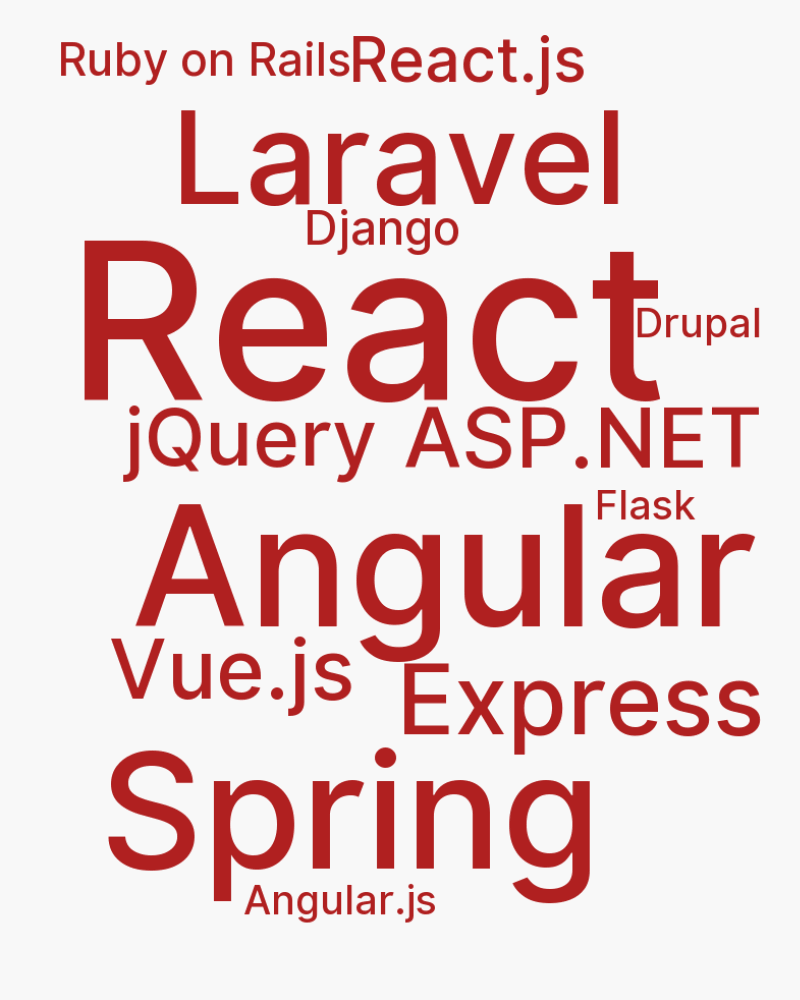 Ruby on Rails React.js
Laravel
Django
React
Drupal
jQuery ASP.NET
Flask
Angular
Vue.js
Express
Spring
Angular.js